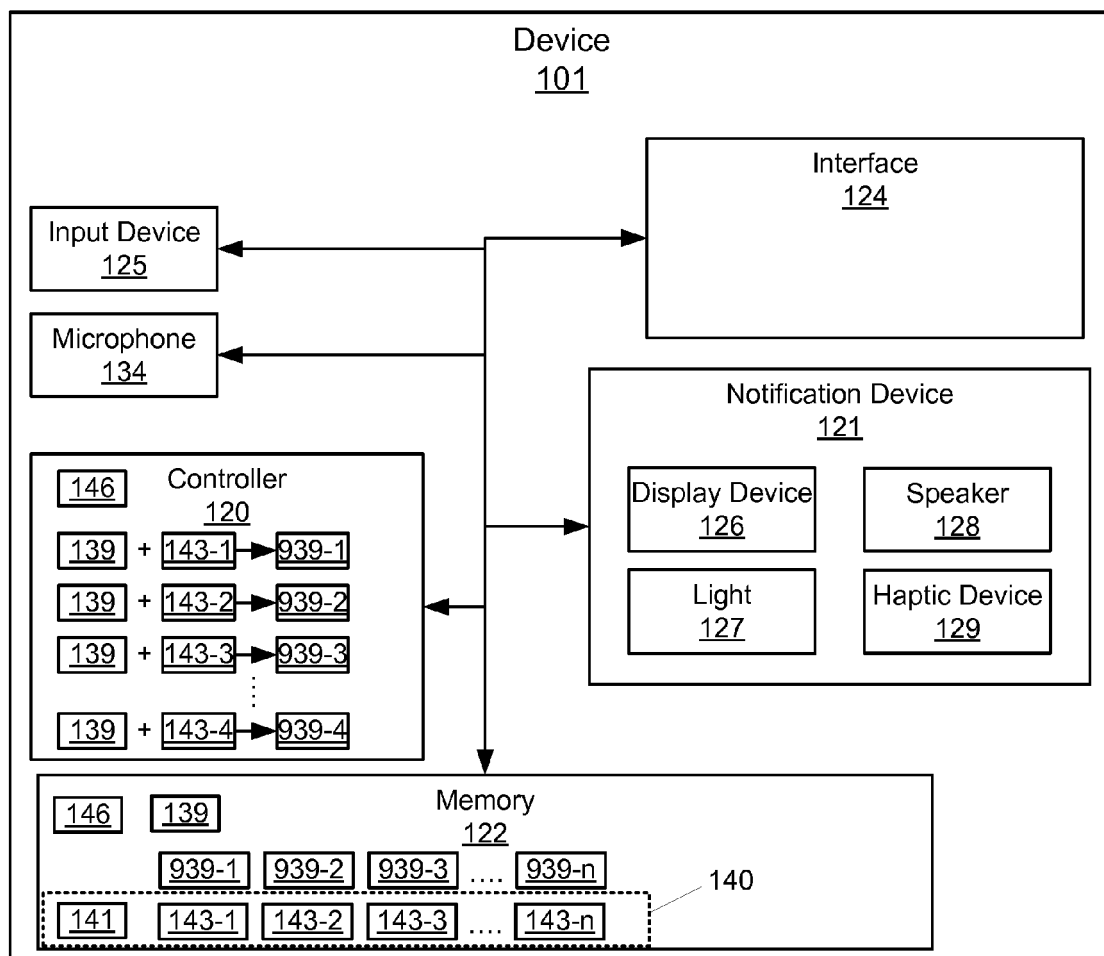 Device
101
Interface
124
Input Device
125
Microphone
134
Notification Device
121
Display Device
126
Speaker
128
Light
127
Haptic Device
129
146
Controller
120
139 + 143-1 939-1
139 + 143-2 939-2
139 + 143-3 939-3
139 + 143-4 939-4
146 139
Memory
122
939-1 939-2 939-3 .... 939-n
141 143-1 143-2 143-3 .... 143-n
140